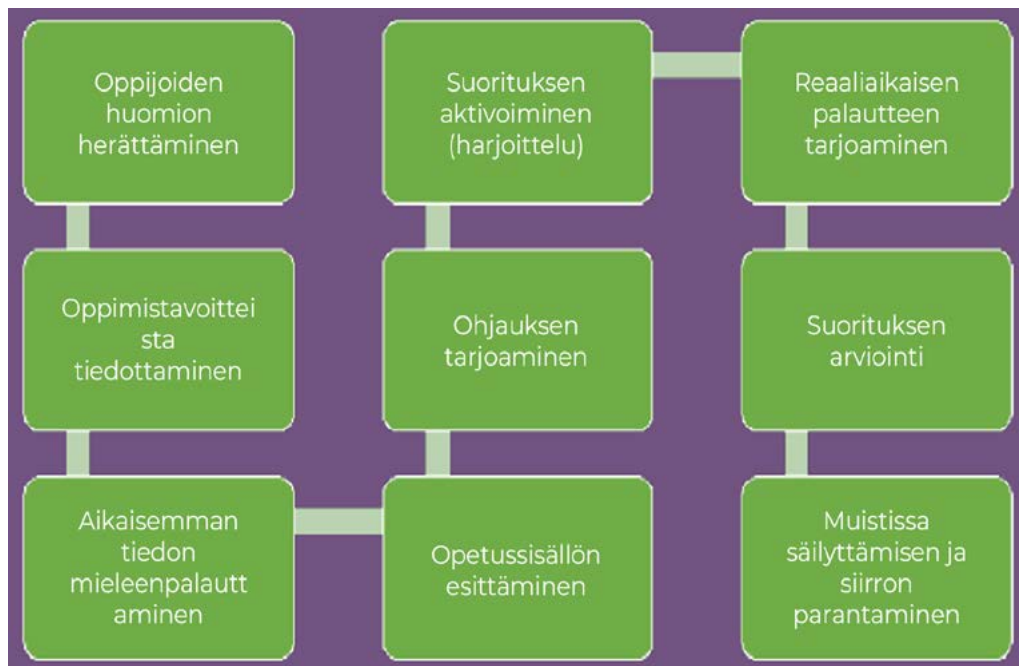 Oppijoiden
huomion
herättäminen
Oppimistavoittei
sta
tiedottaminen
Aikaisemman
tiedon
mieleenpalautt
aminen
Opetussisällön
esittäminen
Ohjauksen
tarjoaminen
Suorituksen
aktivoiminen
(harjoittelu)
Reaaliaikaisen
palautteen
tarjoaminen
Suorituksen
arviointi
Muistissa
säilyttämisen ja
siirron
parantaminen